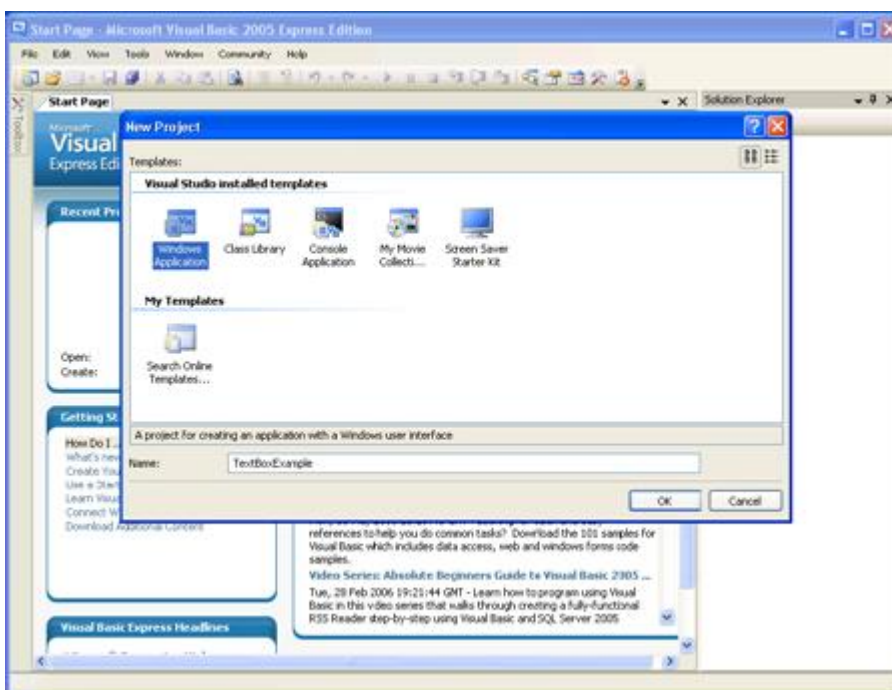 Start Page - Microsoft Visual Basic 2005 Express Edition
File Edit View Tools Window Community Help
Toolbox
Start Page
Solution Explorer
Visual
Express Edi
New Project
Templates:
Visual Studio installed templates
Windows Application
Class Library
Console Application
My Movie Collecti...
Screen Saver Starter Kit
My Templates
Search Online Templates...
A project for creating an application with a Windows user interface
Name: TextBoxExample
OK Cancel
Recent Pro
Open:
Create:
Getting St
How Do I ...
What's new
Create You
Use a Start
Learn Visua
Connect W
Download Additional Content
references to help you do common tasks? Download the 101 samples for
Visual Basic which includes data access, web and windows forms code
samples.
Video Series: Absolute Beginners Guide to Visual Basic 2005 ...
Tue, 28 Feb 2006 19:21:44 GMT - Learn how to program using Visual
Basic in this video series that walks through creating a fully-functional
RSS Reader step-by-step using Visual Basic and SQL Server 2005
Visual Basic Express Headlines